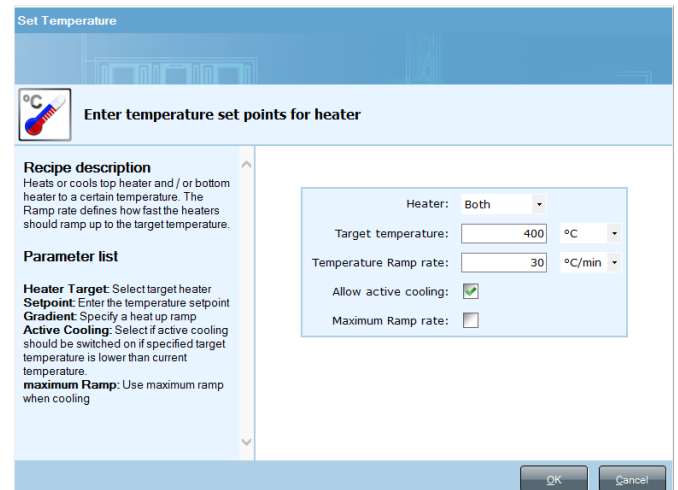 Set Temperature
°C
Enter temperature set points for heater
Recipe description
Heats or cools top heater and / or bottom
heater to a certain temperature. The
Ramp rate defines how fast the heaters
should ramp up to the target temperature.
Parameter list
Heater Target: Select target heater
Setpoint: Enter the temperature setpoint
Gradient: Specify a heat up ramp
Active Cooling: Select if active cooling
should be switched on if specified target
temperature is lower than current
temperature.
maximum Ramp: Use maximum ramp
when cooling
Heater: Both
Target temperature: 400 °C
Temperature Ramp rate: 30 °C/min
Allow active cooling:
Maximum Ramp rate:
OK Cancel